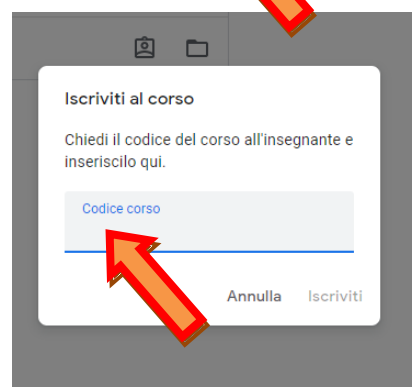 Iscriviti al corso
Chiedi il codice del corso all'insegnante e
inseriscilo qui.
Codice corso
Annulla Iscriviti